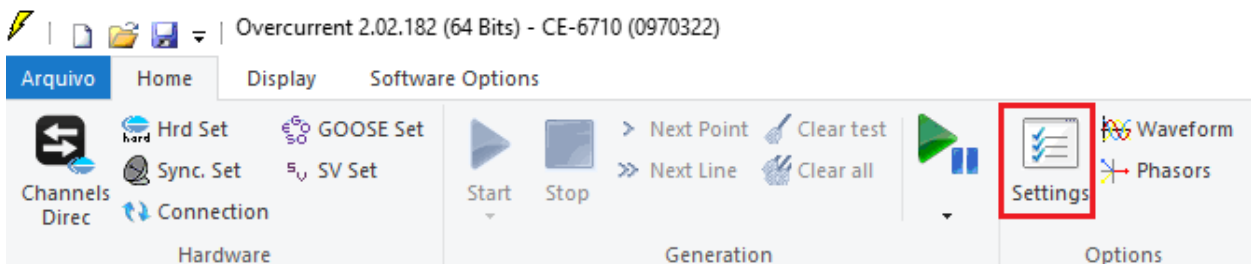 Overcurrent 2.02.182 (64 Bits) - CE-6710 (0970322)
Arquivo Home Display Software Options
Channels Direc
hard Hrd Set
Sync. Set
Connection
GOOSE Set
SV Set
Hardware
Start
Stop
Next Point
Next Line
Clear test
Clear all
Generation
Settings
Waveform
Phasors
Options